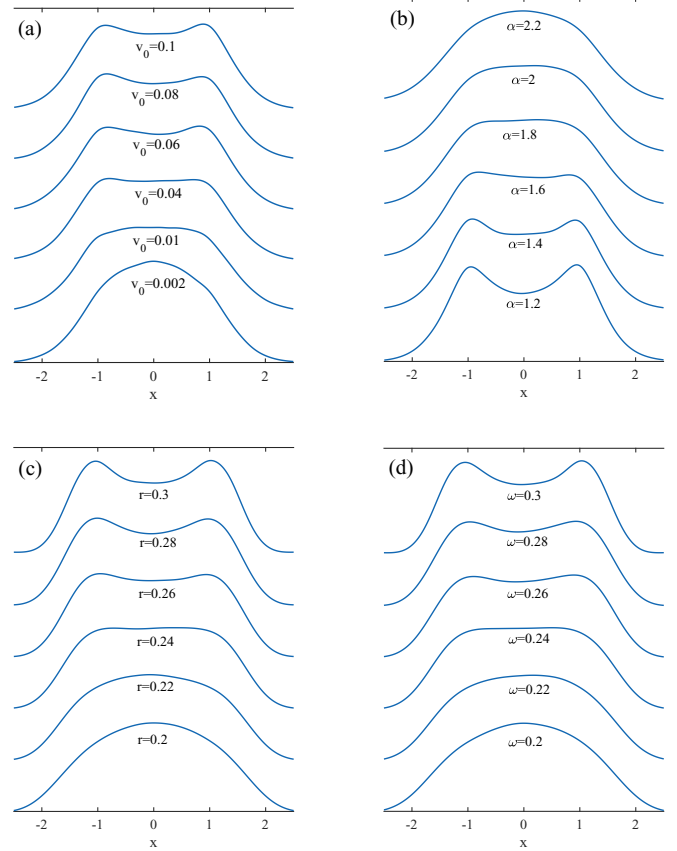 (a)
v0=0.1
v0=0.08
v0=0.06
v0=0.04
v0=0.01
v0=0.002
-2 -1 0 1 2
x
(b)
α=2.2
α=2
α=1.8
α=1.6
α=1.4
α=1.2
-2 -1 0 1 2
x
(c)
r=0.3
r=0.28
r=0.26
r=0.24
r=0.22
r=0.2
-2 -1 0 1 2
x
(d)
ω=0.3
ω=0.28
ω=0.26
ω=0.24
ω=0.22
ω=0.2
-2 -1 0 1 2
x